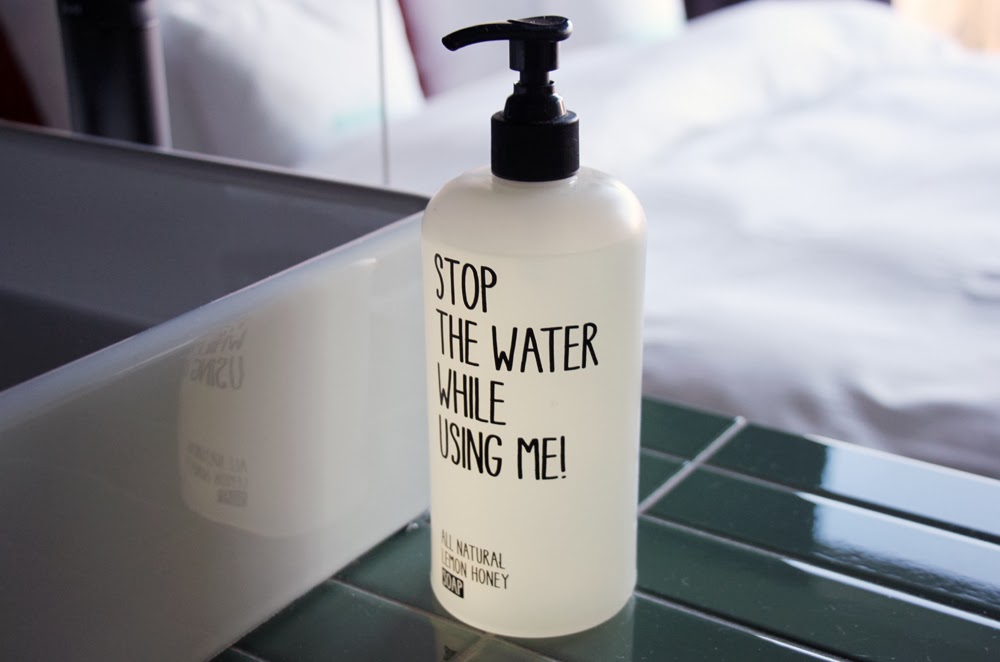 STOP
THE WATER
WHILE
USING ME!
ALL NATURAL
LEMON HONEY
SOAP